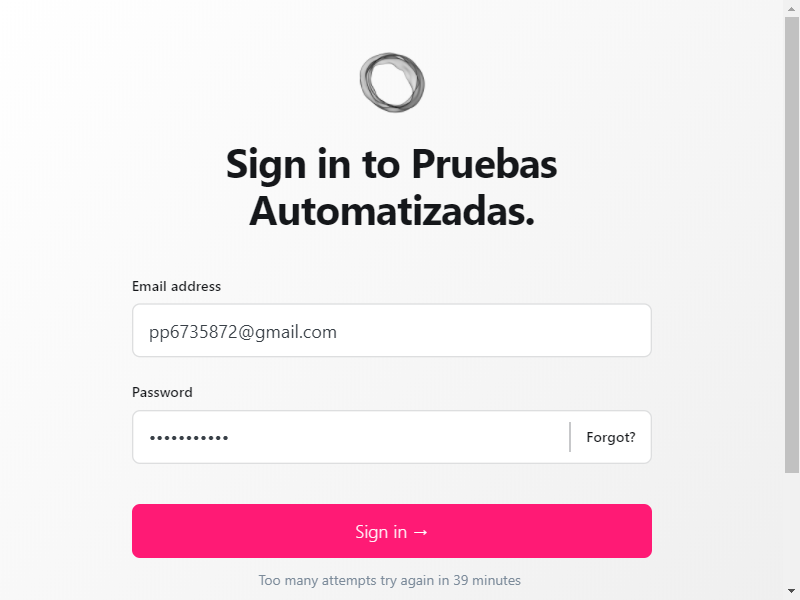 Sign in to Pruebas
Automatizadas.
Email address
pp6735872@gmail.com
Password
•••••••••••
Forgot?
Sign in →
Too many attempts try again in 39 minutes